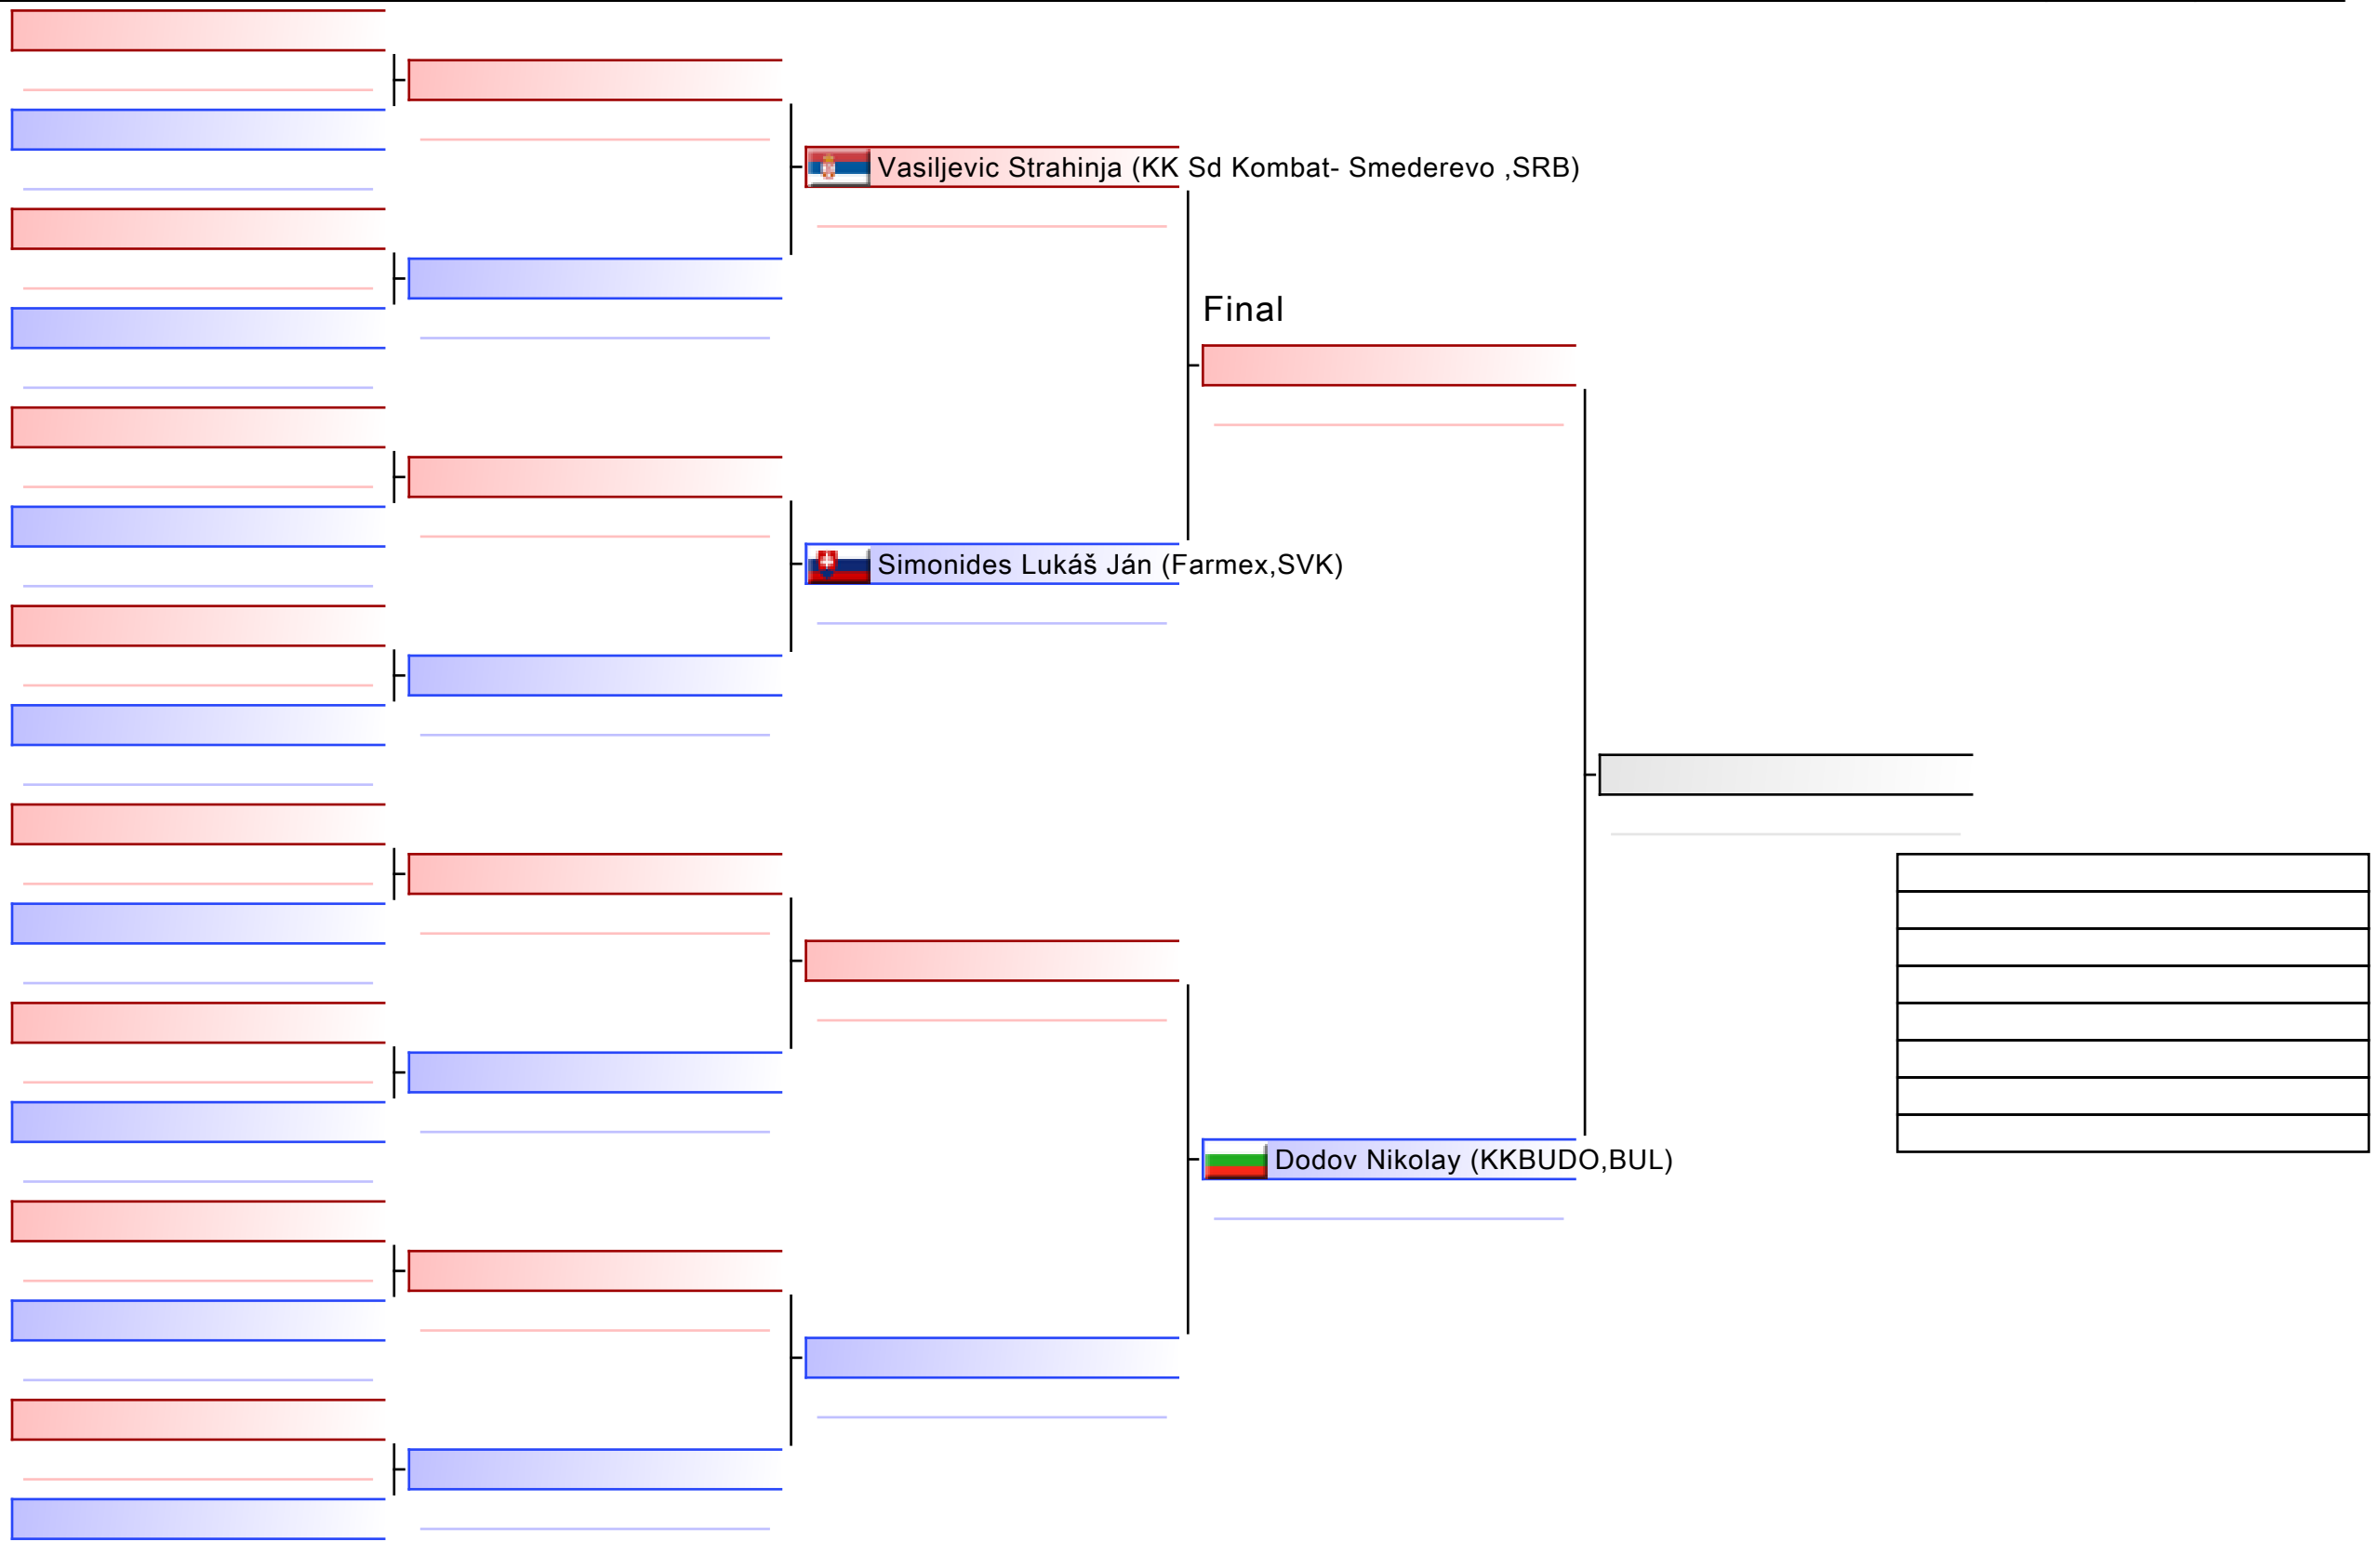 Vasiljevic Strahinja (KK Sd Kombat- Smederevo ,SRB)
Final
Simonides Lukáš Ján (Farmex,SVK)
Dodov Nikolay (KKBUDO,BUL)